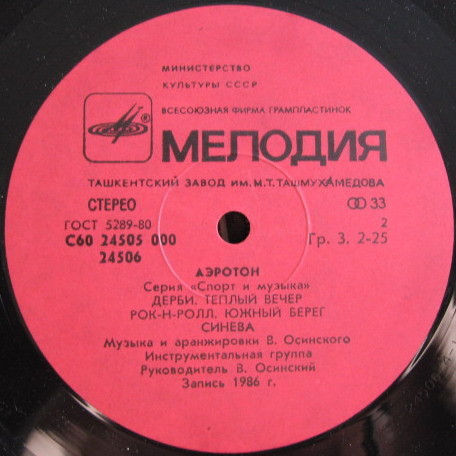 МИНИСТЕРСТВО
КУЛЬТУРЫ СССР
ВСЕСОЮЗНАЯ ФИРМА ГРАМПЛАСТИНОК
®
МЕЛОДИЯ
ТАШКЕНТСКИЙ ЗАВОД ИМ. М.Т. ТАШМУХАМЕДОВА
СТЕРЕО 33
ГОСТ 5289-80 2
С60 24505 000 Гр. 3. 2-25
24506
АЭРОТОН
Серия «Спорт и музыка»
ДЕРБИ. ТЕПЛЫЙ ВЕЧЕР
РОК-Н-РОЛЛ. ЮЖНЫЙ БЕРЕГ
СИНЕВА
Музыка и аранжировки В. Осинского
Инструментальная группа
Руководитель В. Осинский
Запись 1986 г.